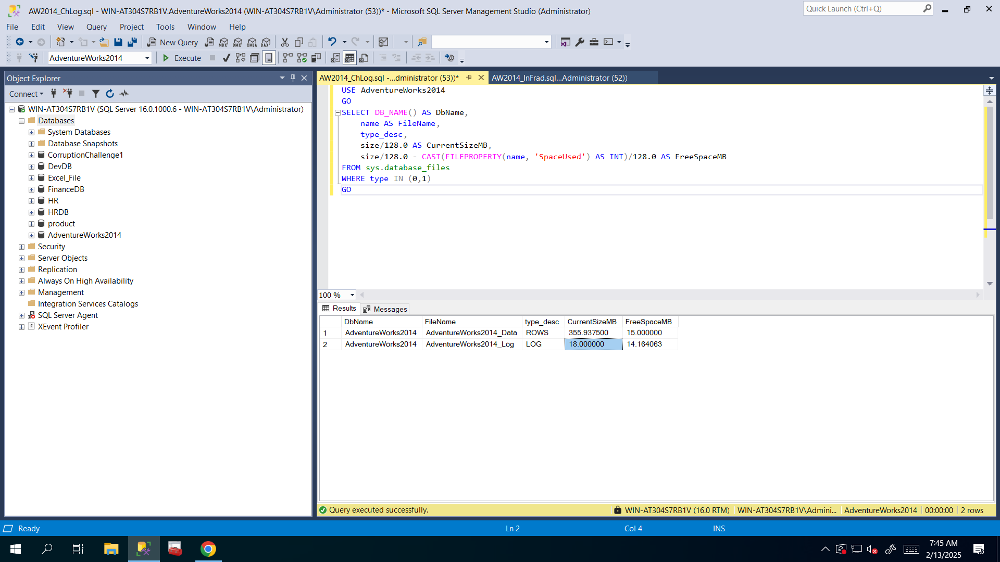 AW2014_ChLog.sql - WIN-AT304S7RB1V.AdventureWorks2014 (WIN-AT304S7RB1V\Administrator (53))* - Microsoft SQL Server Management Studio (Administrator)
Quick Launch (Ctrl+Q)
File Edit View Query Project Tools Window Help
New Query MDX DMX XMLA DAX
AdventureWorks2014 Execute
Object Explorer
Connect
WIN-AT304S7RB1V (SQL Server 16.0.1000.6 - WIN-AT304S7RB1V\Administrator)
Databases
System Databases
Database Snapshots
CorruptionChallenge1
DevDB
Excel_File
FinanceDB
HR
HRDB
product
AdventureWorks2014
Security
Server Objects
Replication
Always On High Availability
Management
Integration Services Catalogs
SQL Server Agent
XEvent Profiler
AW2014_ChLog.sql -...dministrator (53))* AW2014_InFrad.sql...Administrator (52))
USE AdventureWorks2014
GO
SELECT DB_NAME() AS DbName,
name AS FileName,
type_desc,
size/128.0 AS CurrentSizeMB,
size/128.0 - CAST(FILEPROPERTY(name, 'SpaceUsed') AS INT)/128.0 AS FreeSpaceMB
FROM sys.database_files
WHERE type IN (0,1)
GO
100 %
Results Messages
DbName FileName type_desc CurrentSizeMB FreeSpaceMB
1 AdventureWorks2014 AdventureWorks2014_Data ROWS 355.937500 15.000000
2 AdventureWorks2014 AdventureWorks2014_Log LOG 18.000000 14.164063
Query executed successfully. WIN-AT304S7RB1V (16.0 RTM) WIN-AT304S7RB1V\Admini... AdventureWorks2014 00:00:00 2 rows
Ready Ln 2 Col 4 INS
7:45 AM
2/13/2025